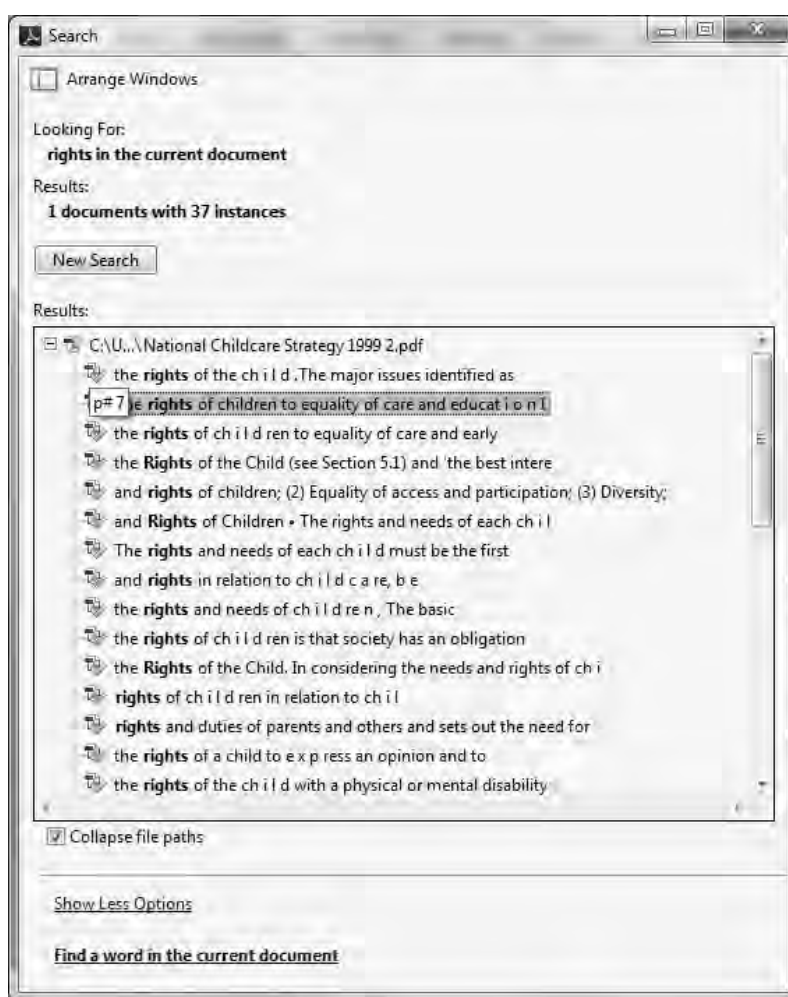 Search
Arrange Windows
Looking For:
rights in the current document
Results:
1 documents with 37 instances
New Search
Results:
C:\U...\National Childcare Strategy 1999 2.pdf
the rights of the ch i l d .The major issues identified as
p# 7 he rights of children to equality of care and educat i o n l
the rights of ch i l d ren to equality of care and early
the Rights of the Child (see Section 5.1) and 'the best intere
and rights of children; (2) Equality of access and participation; (3) Diversity;
and Rights of Children • The rights and needs of each ch i l
The rights and needs of each ch i l d must be the first
and rights in relation to ch i l d c a re, b e
the rights and needs of ch i l d re n , The basic
the rights of ch i l d ren is that society has an obligation
the Rights of the Child. In considering the needs and rights of ch i
rights of ch i l d ren in relation to ch i l
rights and duties of parents and others and sets out the need for
the rights of a child to e x p ress an opinion and to
the rights of the ch i l d with a physical or mental disability
Collapse file paths
Show Less Options
Find a word in the current document